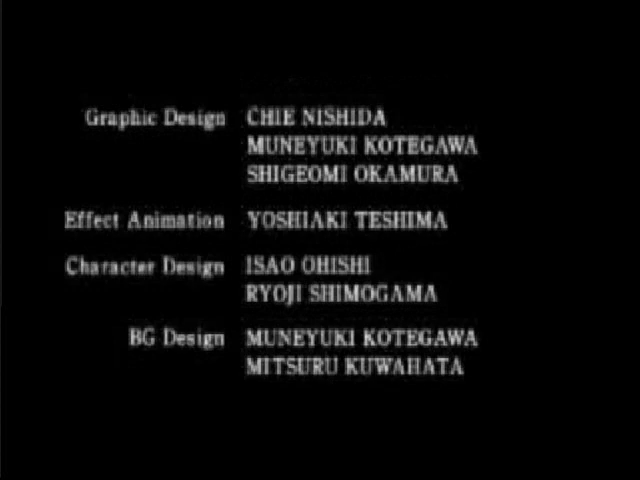 Graphic Design CHIE NISHIDA
MUNEYUKI KOTEGAWA
SHIGEOMI OKAMURA
Effect Animation YOSHIAKI TESHIMA
Character Design ISAO OHISHI
RYOJI SHIMOGAMA
BG Design MUNEYUKI KOTEGAWA
MITSURU KUWAHATA